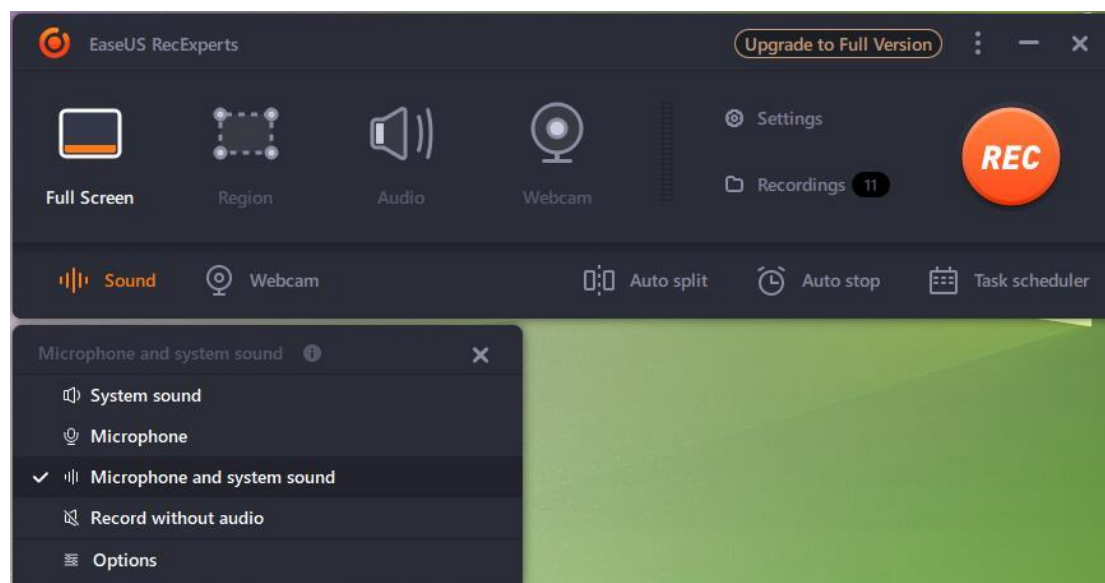 EaseUS RecExperts
Upgrade to Full Version
Full Screen
Region
Audio
Webcam
Settings
Recordings 11
REC
Sound
Webcam
Auto split
Auto stop
Task scheduler
Microphone and system sound
System sound
Microphone
Microphone and system sound
Record without audio
Options